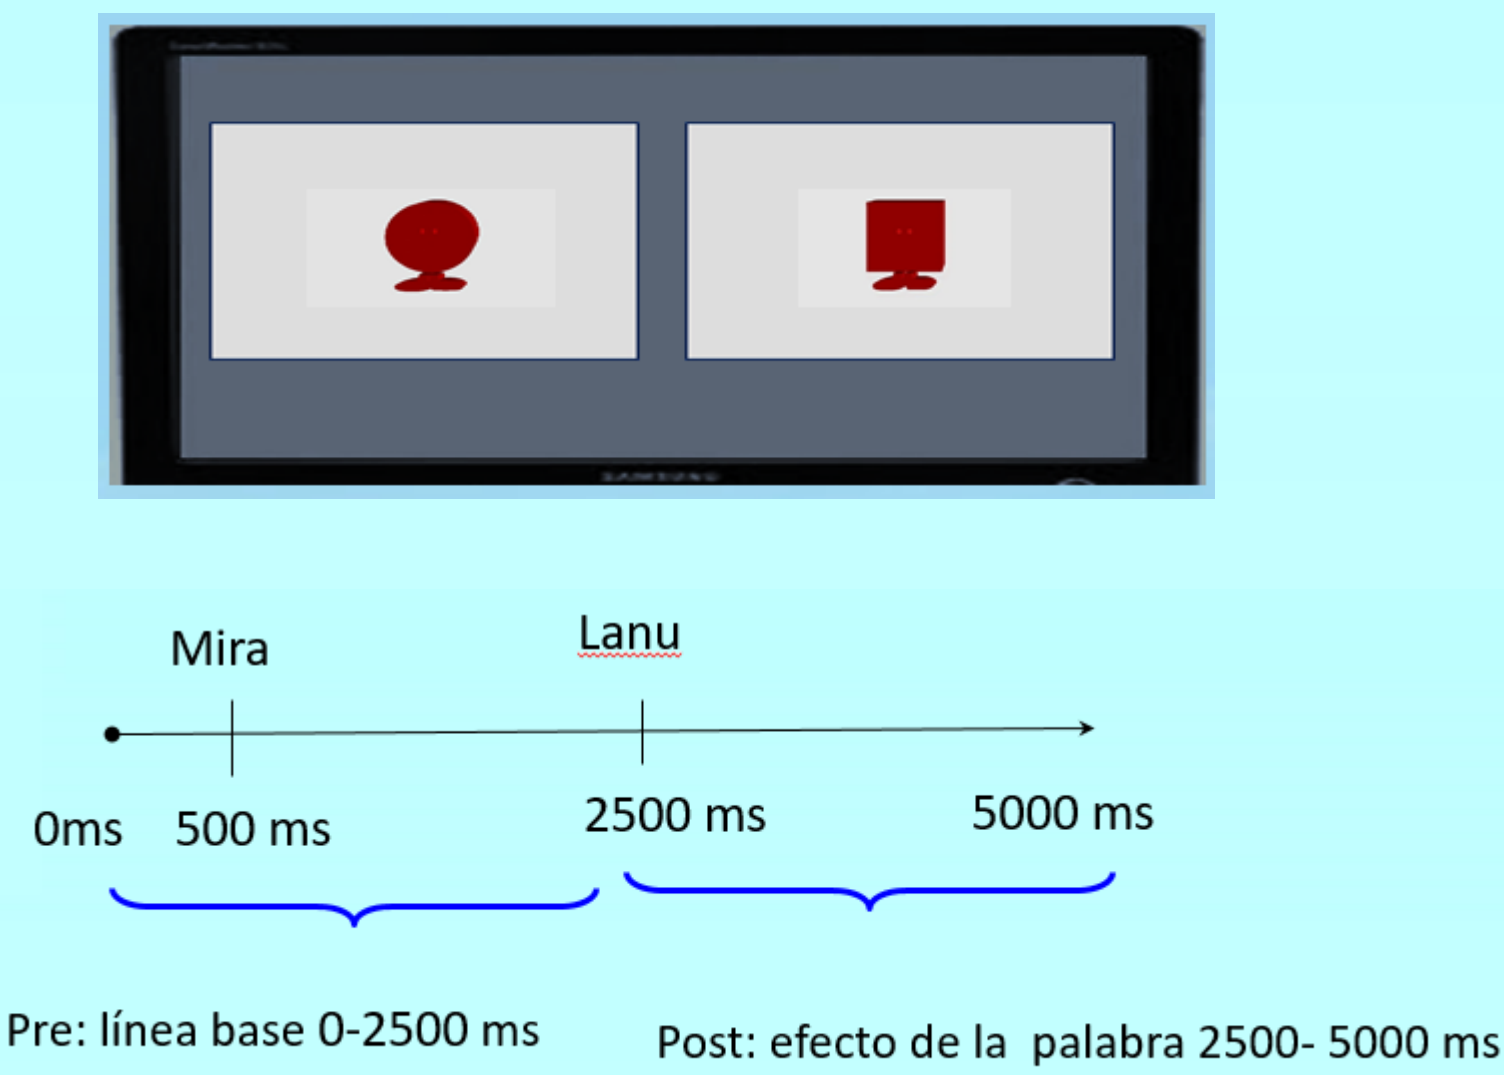 SAMSUNG
Mira
Lanu
0ms
500 ms
2500 ms
5000 ms
Pre: línea base 0-2500 ms
Post: efecto de la palabra 2500- 5000 ms